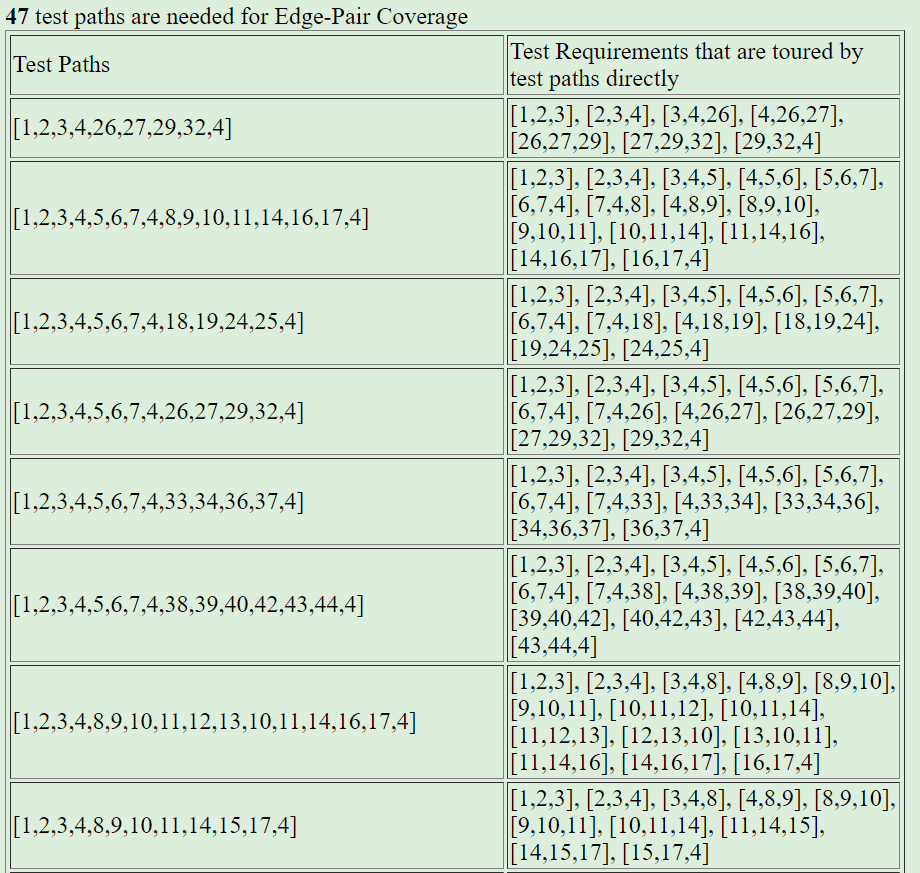 47 test paths are needed for Edge-Pair Coverage
Test Paths
Test Requirements that are toured by
test paths directly
[1,2,3,4,26,27,29,32,4]
[1,2,3], [2,3,4], [3,4,26], [4,26,27],
[26,27,29], [27,29,32], [29,32,4]
[1,2,3,4,5,6,7,4,8,9,10,11,14,16,17,4]
[1,2,3], [2,3,4], [3,4,5], [4,5,6], [5,6,7],
[6,7,4], [7,4,8], [4,8,9], [8,9,10],
[9,10,11], [10,11,14], [11,14,16],
[14,16,17], [16,17,4]
[1,2,3,4,5,6,7,4,18,19,24,25,4]
[1,2,3], [2,3,4], [3,4,5], [4,5,6], [5,6,7],
[6,7,4], [7,4,18], [4,18,19], [18,19,24],
[19,24,25], [24,25,4]
[1,2,3,4,5,6,7,4,26,27,29,32,4]
[1,2,3], [2,3,4], [3,4,5], [4,5,6], [5,6,7],
[6,7,4], [7,4,26], [4,26,27], [26,27,29],
[27,29,32], [29,32,4]
[1,2,3,4,5,6,7,4,33,34,36,37,4]
[1,2,3], [2,3,4], [3,4,5], [4,5,6], [5,6,7],
[6,7,4], [7,4,33], [4,33,34], [33,34,36],
[34,36,37], [36,37,4]
[1,2,3,4,5,6,7,4,38,39,40,42,43,44,4]
[1,2,3], [2,3,4], [3,4,5], [4,5,6], [5,6,7],
[6,7,4], [7,4,38], [4,38,39], [38,39,40],
[39,40,42], [40,42,43], [42,43,44],
[43,44,4]
[1,2,3,4,8,9,10,11,12,13,10,11,14,16,17,4]
[1,2,3], [2,3,4], [3,4,8], [4,8,9], [8,9,10],
[9,10,11], [10,11,12], [10,11,14],
[11,12,13], [12,13,10], [13,10,11],
[11,14,16], [14,16,17], [16,17,4]
[1,2,3,4,8,9,10,11,14,15,17,4]
[1,2,3], [2,3,4], [3,4,8], [4,8,9], [8,9,10],
[9,10,11], [10,11,14], [11,14,15],
[14,15,17], [15,17,4]